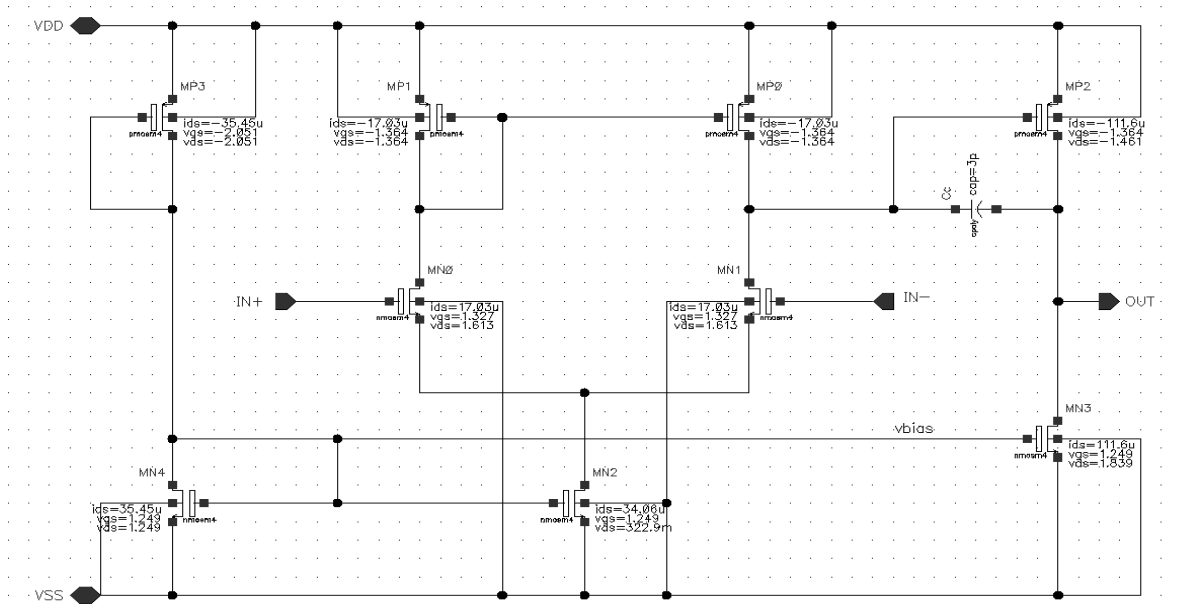 VDD
MP3
MP1
MPØ
MP2
ids=-35.45u
vgs=-2.051
vds=-2.051
pmosm4
ids=-17.03u
vgs=-1.364
vds=-1.364
pmosm4
ids=-17.03u
vgs=-1.364
vds=-1.364
pmosm4
ids=-111.6u
vgs=-1.364
vds=-1.461
pmosm4
Cc
cap=3p
cpoly
MNØ
MN1
IN+
ids=17.03u
vgs=1.327
vds=1.613
nmosm4
ids=17.03u
vgs=1.327
vds=1.613
nmosm4
IN-
OUT
MN3
Vbias
ids=111.6u
vgs=1.249
vds=1.839
nmosm4
MN4
MN2
ids=35.45u
vgs=1.249
vds=1.249
nmosm4
ids=34.06u
vgs=1.249
vds=322.9m
nmosm4
VSS